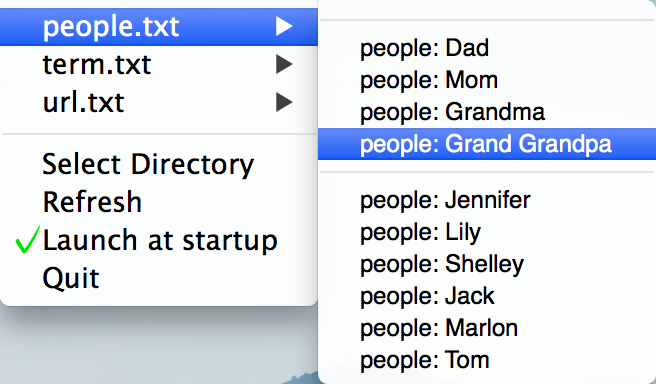 people.txt
term.txt
url.txt
Select Directory
Refresh
Launch at startup
Quit
people: Dad
people: Mom
people: Grandma
people: Grand Grandpa
people: Jennifer
people: Lily
people: Shelley
people: Jack
people: Marlon
people: Tom